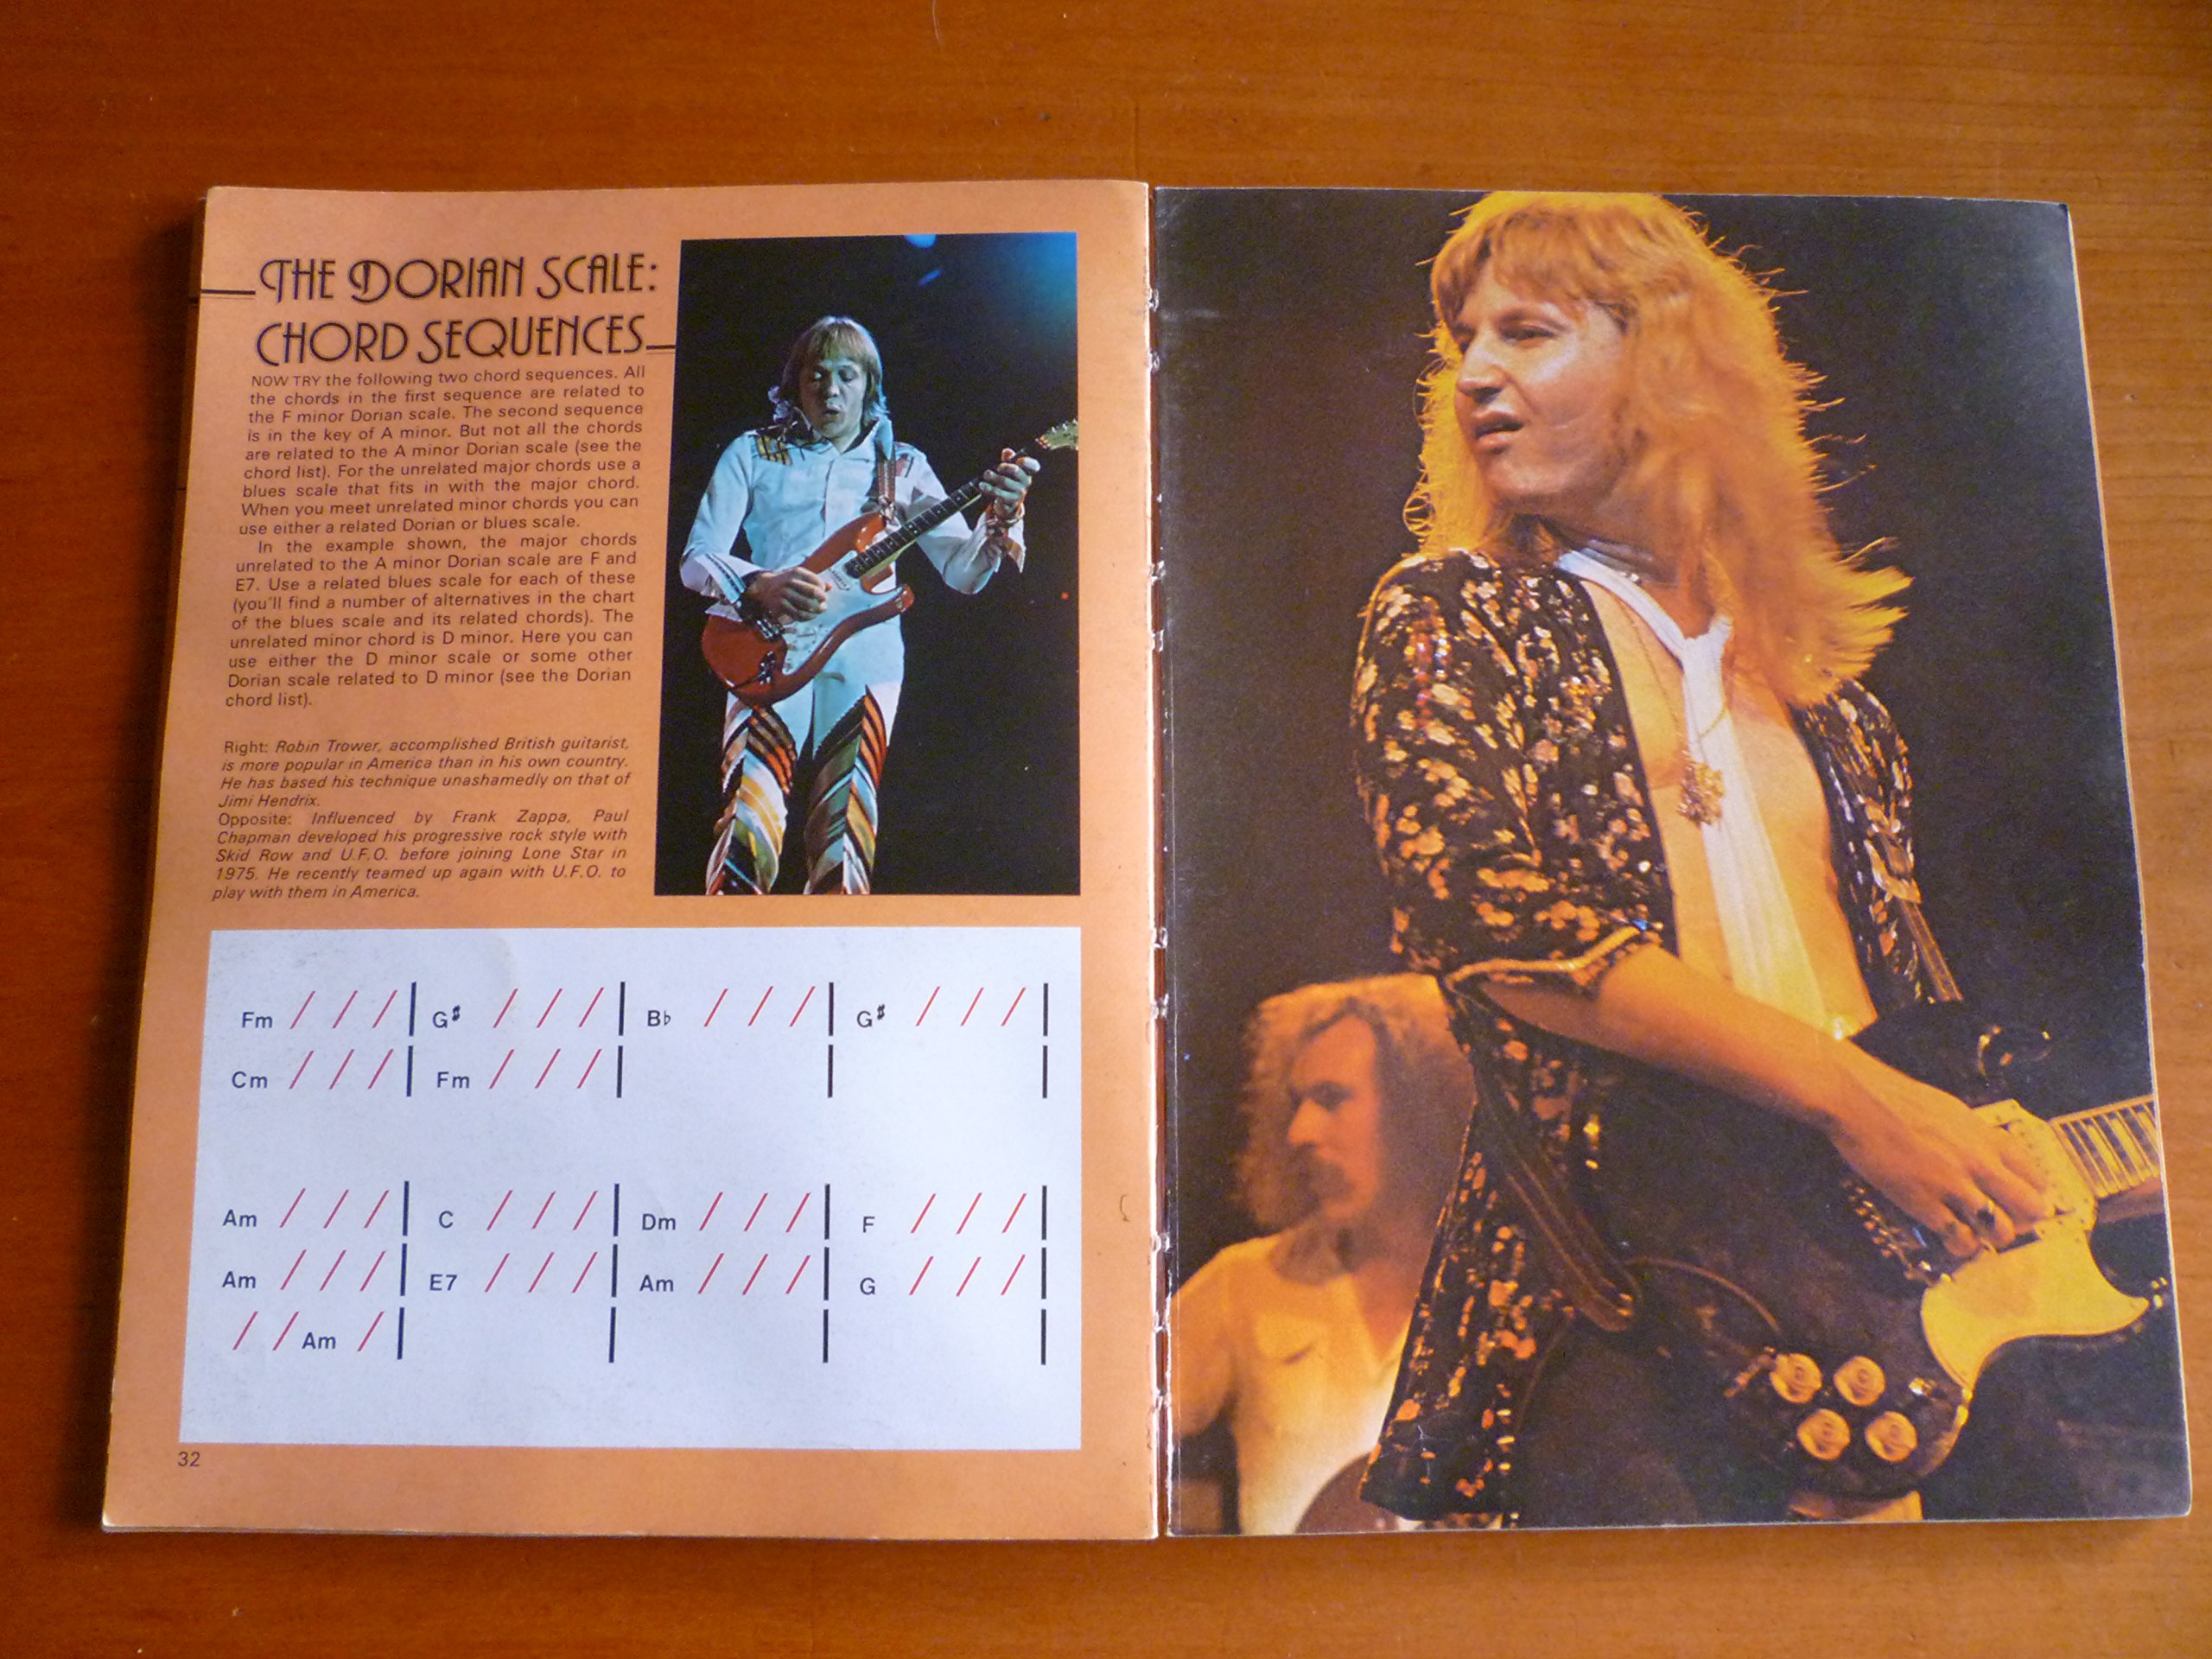 THE DORIAN SCALE:
CHORD SEQUENCES
NOW TRY the following two chord sequences. All
the chords in the first sequence are related to
the F minor Dorian scale. The second sequence
is in the key of A minor. But not all the chords
are related to the A minor Dorian scale (see the
chord list). For the unrelated major chords use a
blues scale that fits in with the major chord.
When you meet unrelated minor chords you can
use either a related Dorian or blues scale.
In the example shown, the major chords
unrelated to the A minor Dorian scale are F and
E7. Use a related blues scale for each of these
(you'll find a number of alternatives in the chart
of the blues scale and its related chords). The
unrelated minor chord is D minor. Here you can
use either the D minor scale or some other
Dorian scale related to D minor (see the Dorian
chord list).
Right: Robin Trower, accomplished British guitarist,
is more popular in America than in his own country.
He has based his technique unashamedly on that of
Jimi Hendrix.
Opposite: Influenced by Frank Zappa, Paul
Chapman developed his progressive rock style with
Skid Row and U.F.O. before joining Lone Star in
1975. He recently teamed up again with U.F.O. to
play with them in America.
Fm / / / | G♯ / / / | B♭ / / / | G♯ / / / |
Cm / / / | Fm / / / | | |
Am / / / | C / / / | Dm / / / | F / / / |
Am / / / | E7 / / / | Am / / / | G / / / |
/ / Am / | | | |
32